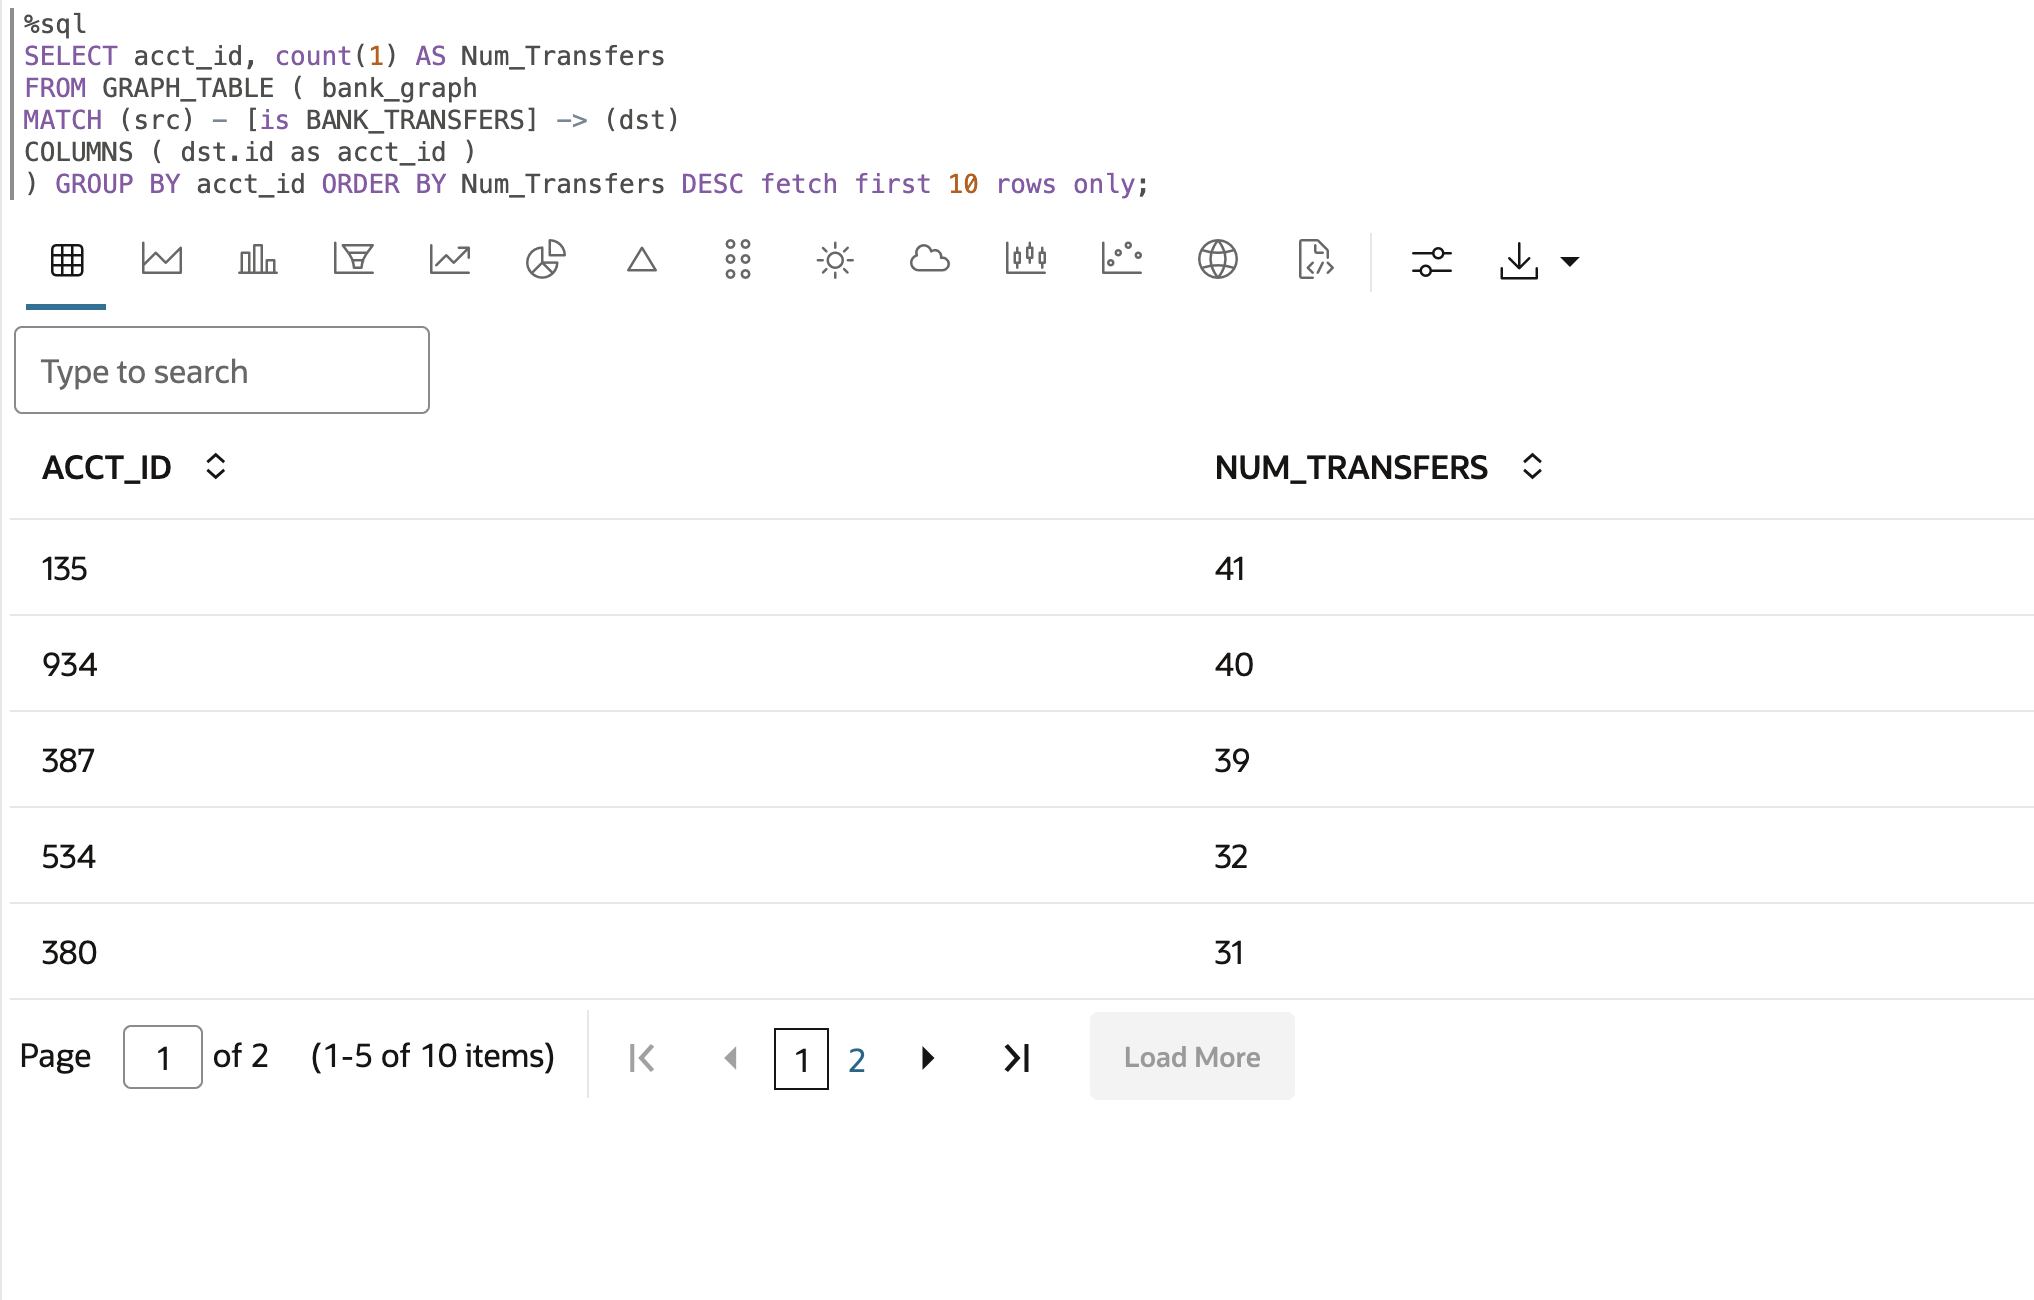 %sql
SELECT acct_id, count(1) AS Num_Transfers
FROM GRAPH_TABLE ( bank_graph
MATCH (src) - [is BANK_TRANSFERS] -> (dst)
COLUMNS ( dst.id as acct_id )
) GROUP BY acct_id ORDER BY Num_Transfers DESC fetch first 10 rows only;
Type to search
ACCT_ID NUM_TRANSFERS
135 41
934 40
387 39
534 32
380 31
Page 1 of 2 (1-5 of 10 items) 1 2 Load More